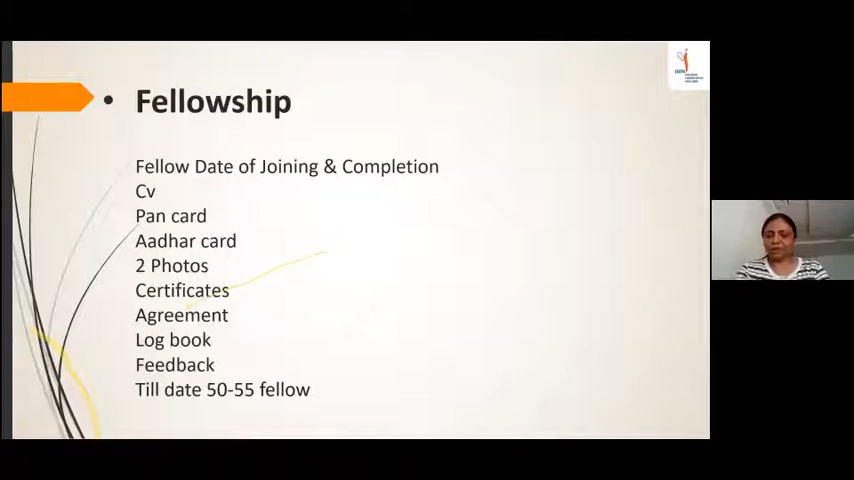 • Fellowship
Fellow Date of Joining & Completion
Cv
Pan card
Aadhar card
2 Photos
Certificates
Agreement
Log book
Feedback
Till date 50-55 fellow